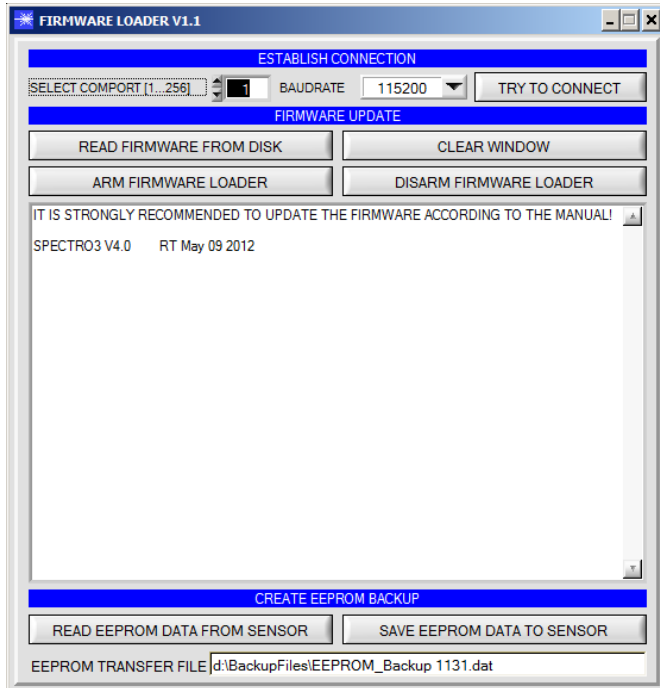 FIRMWARE LOADER V1.1
ESTABLISH CONNECTION
SELECT COMPORT [1...256] 1 BAUDRATE 115200 TRY TO CONNECT
FIRMWARE UPDATE
READ FIRMWARE FROM DISK CLEAR WINDOW
ARM FIRMWARE LOADER DISARM FIRMWARE LOADER
IT IS STRONGLY RECOMMENDED TO UPDATE THE FIRMWARE ACCORDING TO THE MANUAL!
SPECTRO3 V4.0 RT May 09 2012
CREATE EEPROM BACKUP
READ EEPROM DATA FROM SENSOR SAVE EEPROM DATA TO SENSOR
EEPROM TRANSFER FILE d:\BackupFiles\EEPROM_Backup 1131.dat